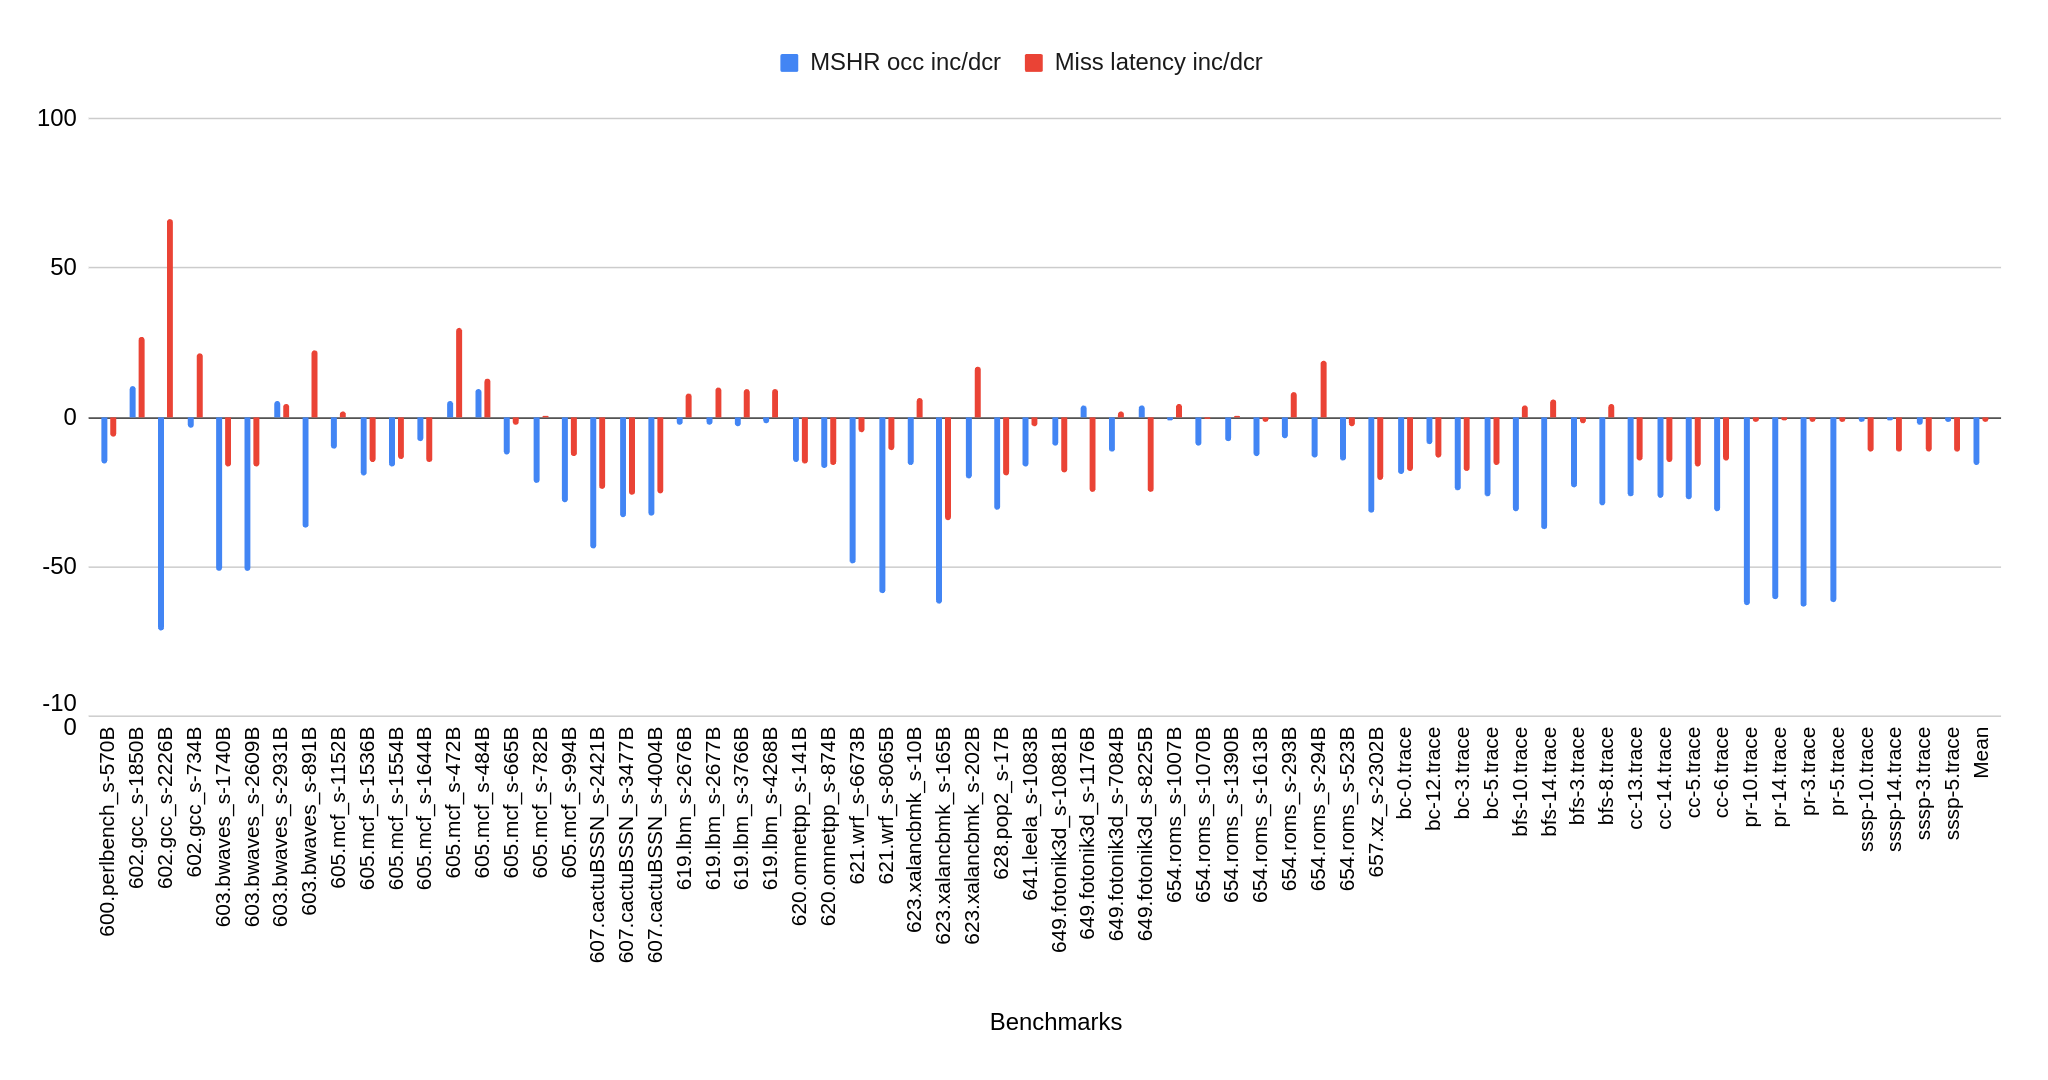 MSHR occ inc/dcr Miss latency inc/dcr
100
50
0
-50
-10
0
600.perlbench_s-570B
602.gcc_s-1850B
602.gcc_s-2226B
602.gcc_s-734B
603.bwaves_s-1740B
603.bwaves_s-2609B
603.bwaves_s-2931B
603.bwaves_s-891B
605.mcf_s-1152B
605.mcf_s-1536B
605.mcf_s-1554B
605.mcf_s-1644B
605.mcf_s-472B
605.mcf_s-484B
605.mcf_s-665B
605.mcf_s-782B
605.mcf_s-994B
607.cactuBSSN_s-2421B
607.cactuBSSN_s-3477B
607.cactuBSSN_s-4004B
619.lbm_s-2676B
619.lbm_s-2677B
619.lbm_s-3766B
619.lbm_s-4268B
620.omnetpp_s-141B
620.omnetpp_s-874B
621.wrf_s-6673B
621.wrf_s-8065B
623.xalancbmk_s-10B
623.xalancbmk_s-165B
623.xalancbmk_s-202B
628.pop2_s-17B
641.leela_s-1083B
649.fotonik3d_s-10881B
649.fotonik3d_s-1176B
649.fotonik3d_s-7084B
649.fotonik3d_s-8225B
654.roms_s-1007B
654.roms_s-1070B
654.roms_s-1390B
654.roms_s-1613B
654.roms_s-293B
654.roms_s-294B
654.roms_s-523B
657.xz_s-2302B
bc-0.trace
bc-12.trace
bc-3.trace
bc-5.trace
bfs-10.trace
bfs-14.trace
bfs-3.trace
bfs-8.trace
cc-13.trace
cc-14.trace
cc-5.trace
cc-6.trace
pr-10.trace
pr-14.trace
pr-3.trace
pr-5.trace
sssp-10.trace
sssp-14.trace
sssp-3.trace
sssp-5.trace
Mean
Benchmarks